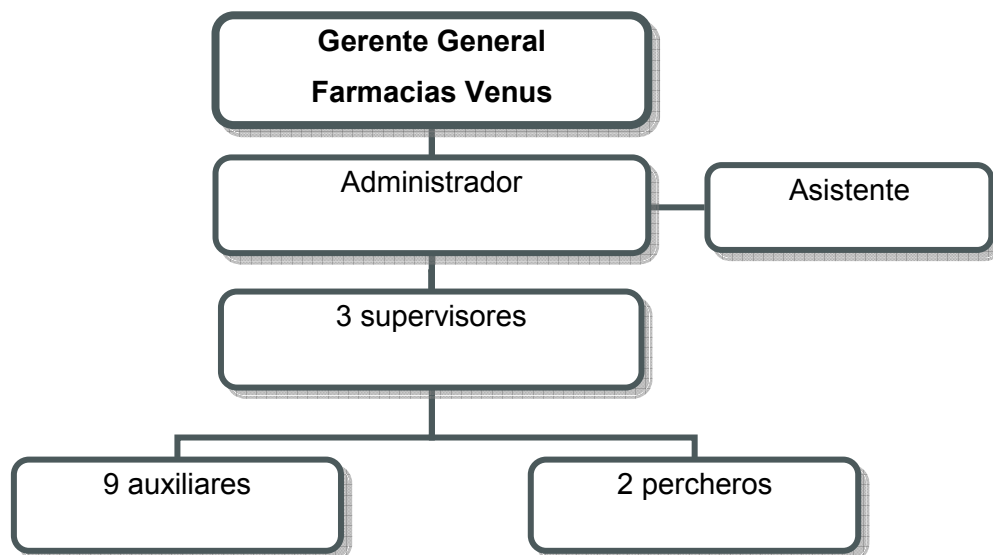 Gerente General
Farmacias Venus
Administrador
Asistente
3 supervisores
9 auxiliares
2 percheros